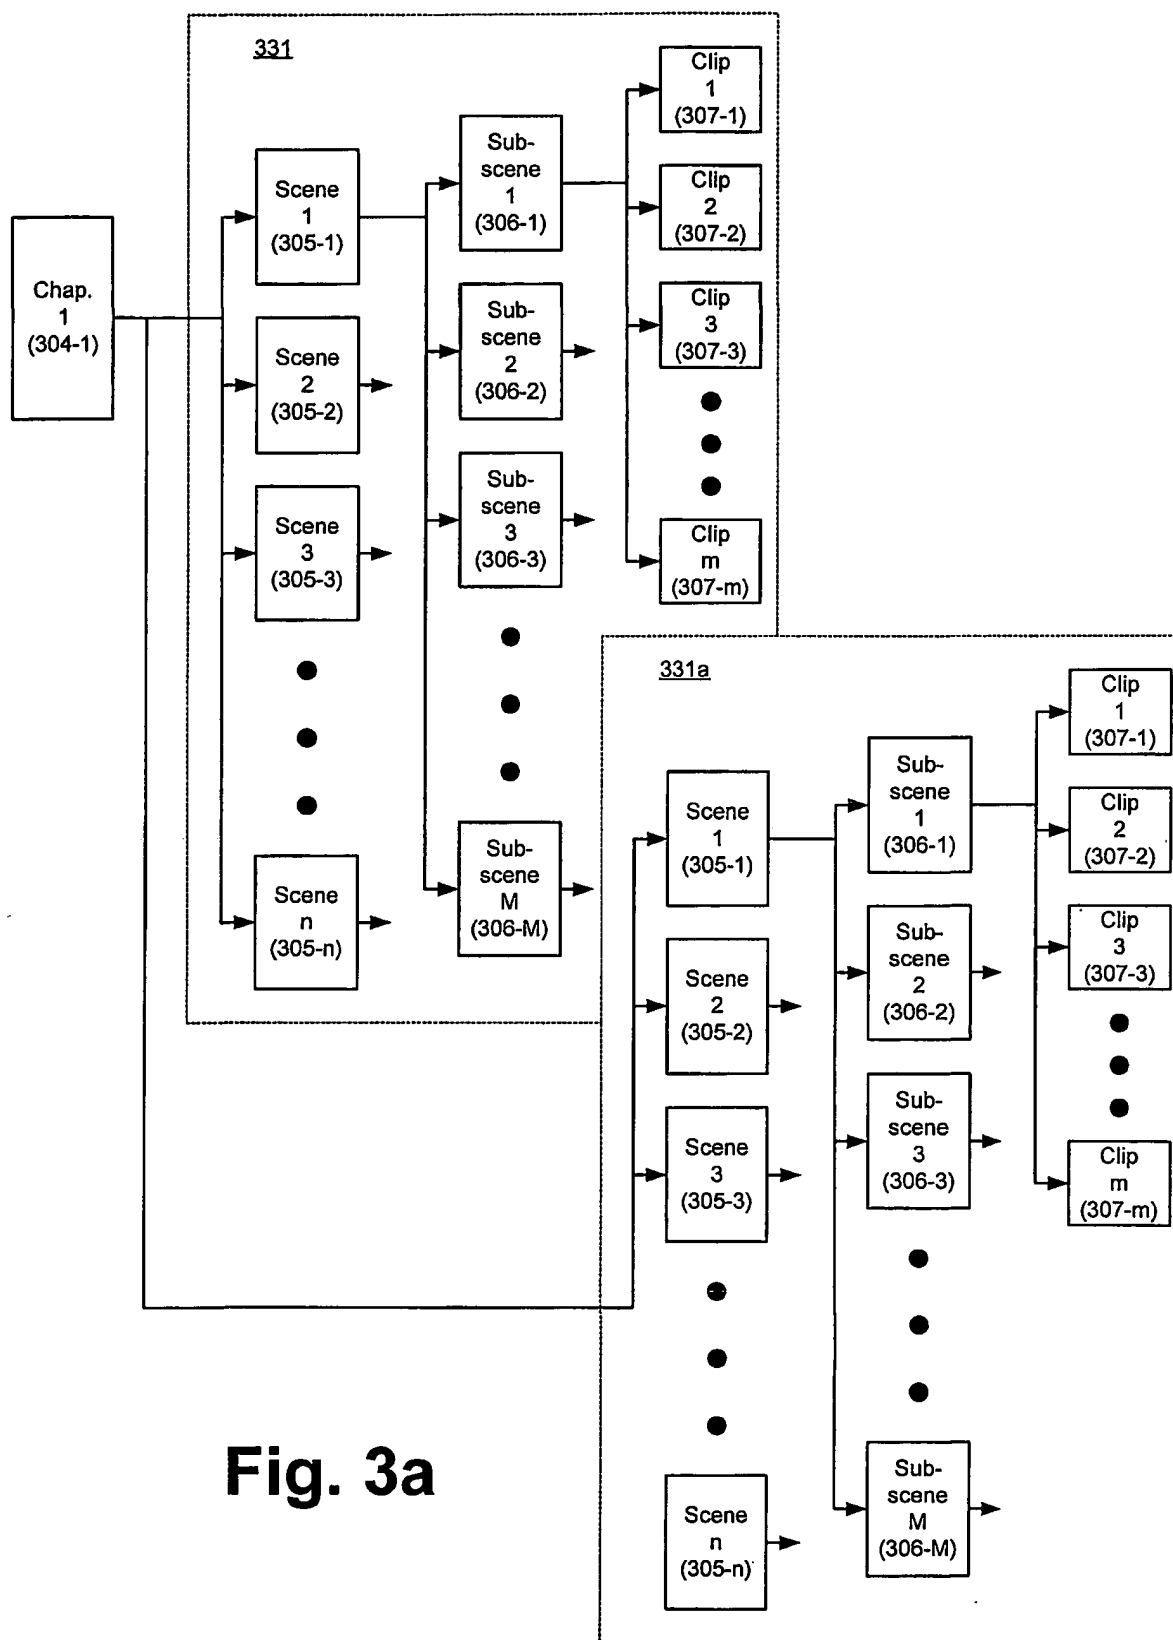 331
Chap.
1
(304-1)
Scene
1
(305-1)
Scene
2
(305-2)
Scene
3
(305-3)
Scene
n
(305-n)
Sub-
scene
1
(306-1)
Sub-
scene
2
(306-2)
Sub-
scene
3
(306-3)
Sub-
scene
M
(306-M)
Clip
1
(307-1)
Clip
2
(307-2)
Clip
3
(307-3)
Clip
m
(307-m)
331a
Scene
1
(305-1)
Scene
2
(305-2)
Scene
3
(305-3)
Scene
n
(305-n)
Sub-
scene
1
(306-1)
Sub-
scene
2
(306-2)
Sub-
scene
3
(306-3)
Sub-
scene
M
(306-M)
Clip
1
(307-1)
Clip
2
(307-2)
Clip
3
(307-3)
Clip
m
(307-m)
Fig. 3a